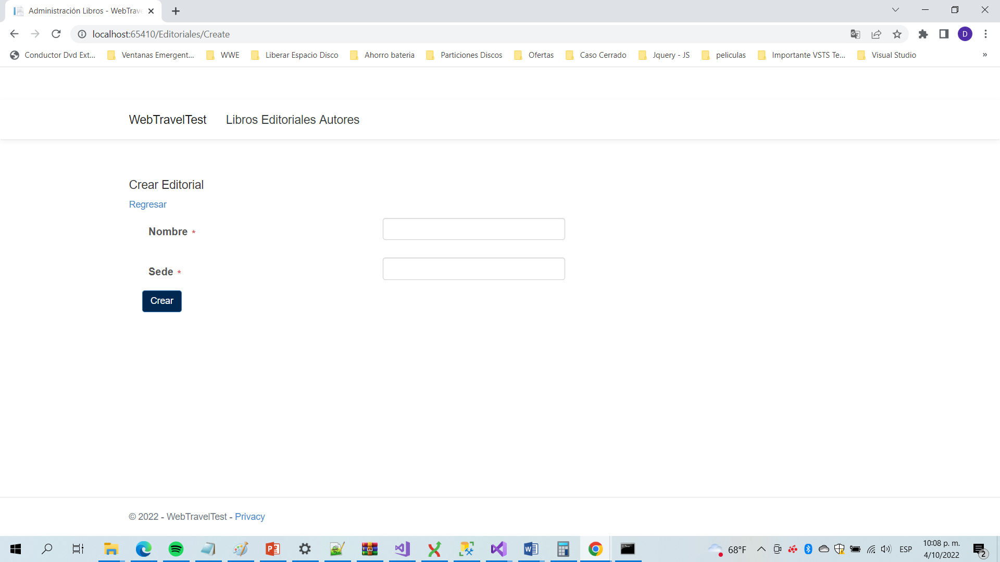 Administración Libros - WebTrave
localhost:65410/Editoriales/Create
D
Conductor Dvd Ext... Ventanas Emergent... WWE Liberar Espacio Disco Ahorro bateria Particiones Discos Ofertas Caso Cerrado Jquery - JS peliculas Importante VSTS Te... Visual Studio »
WebTravelTest Libros Editoriales Autores
Crear Editorial
Regresar
Nombre *
Sede *
Crear
© 2022 - WebTravelTest - Privacy
68°F ESP 10:08 p. m.
4/10/2022
2